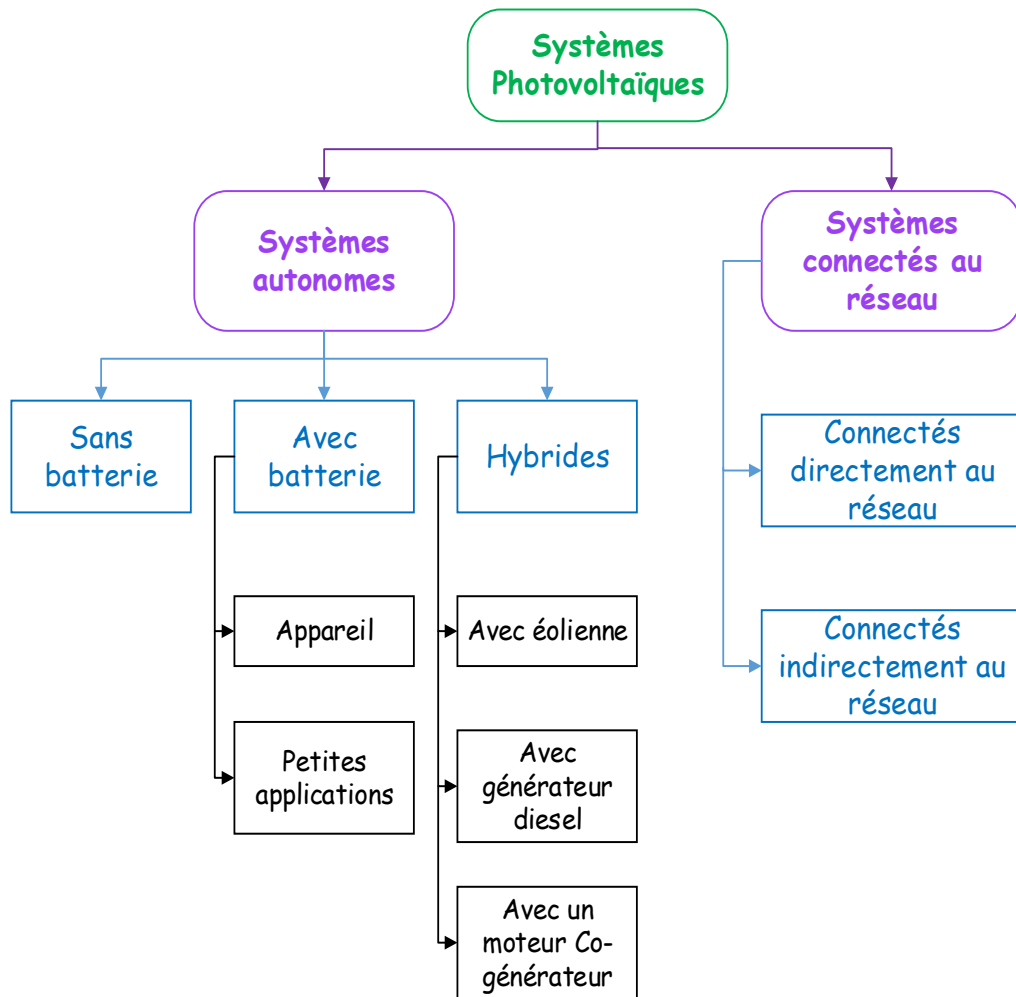 Systèmes
Photovoltaïques
Systèmes
autonomes
Systèmes
connectés au
réseau
Sans
batterie
Avec
batterie
Hybrides
Connectés
directement au
réseau
Appareil
Avec éolienne
Connectés
indirectement au
réseau
Petites
applications
Avec
générateur
diesel
Avec un
moteur Co-
générateur